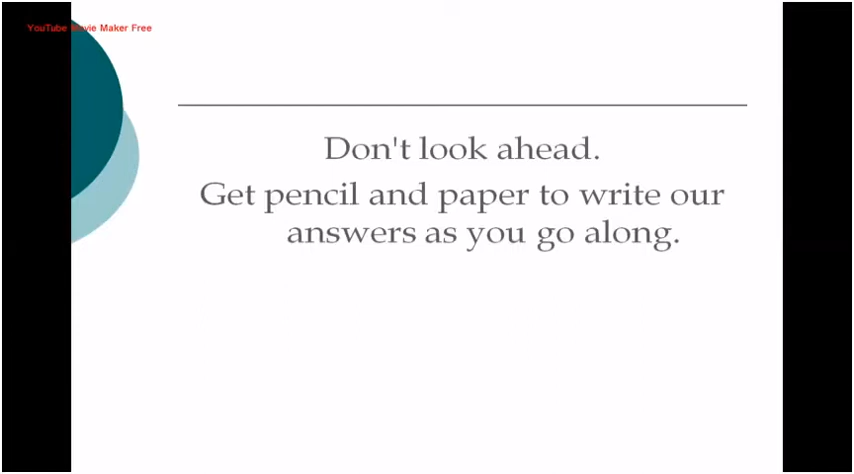 YouTube Movie Maker Free
Don't look ahead.
Get pencil and paper to write our
answers as you go along.